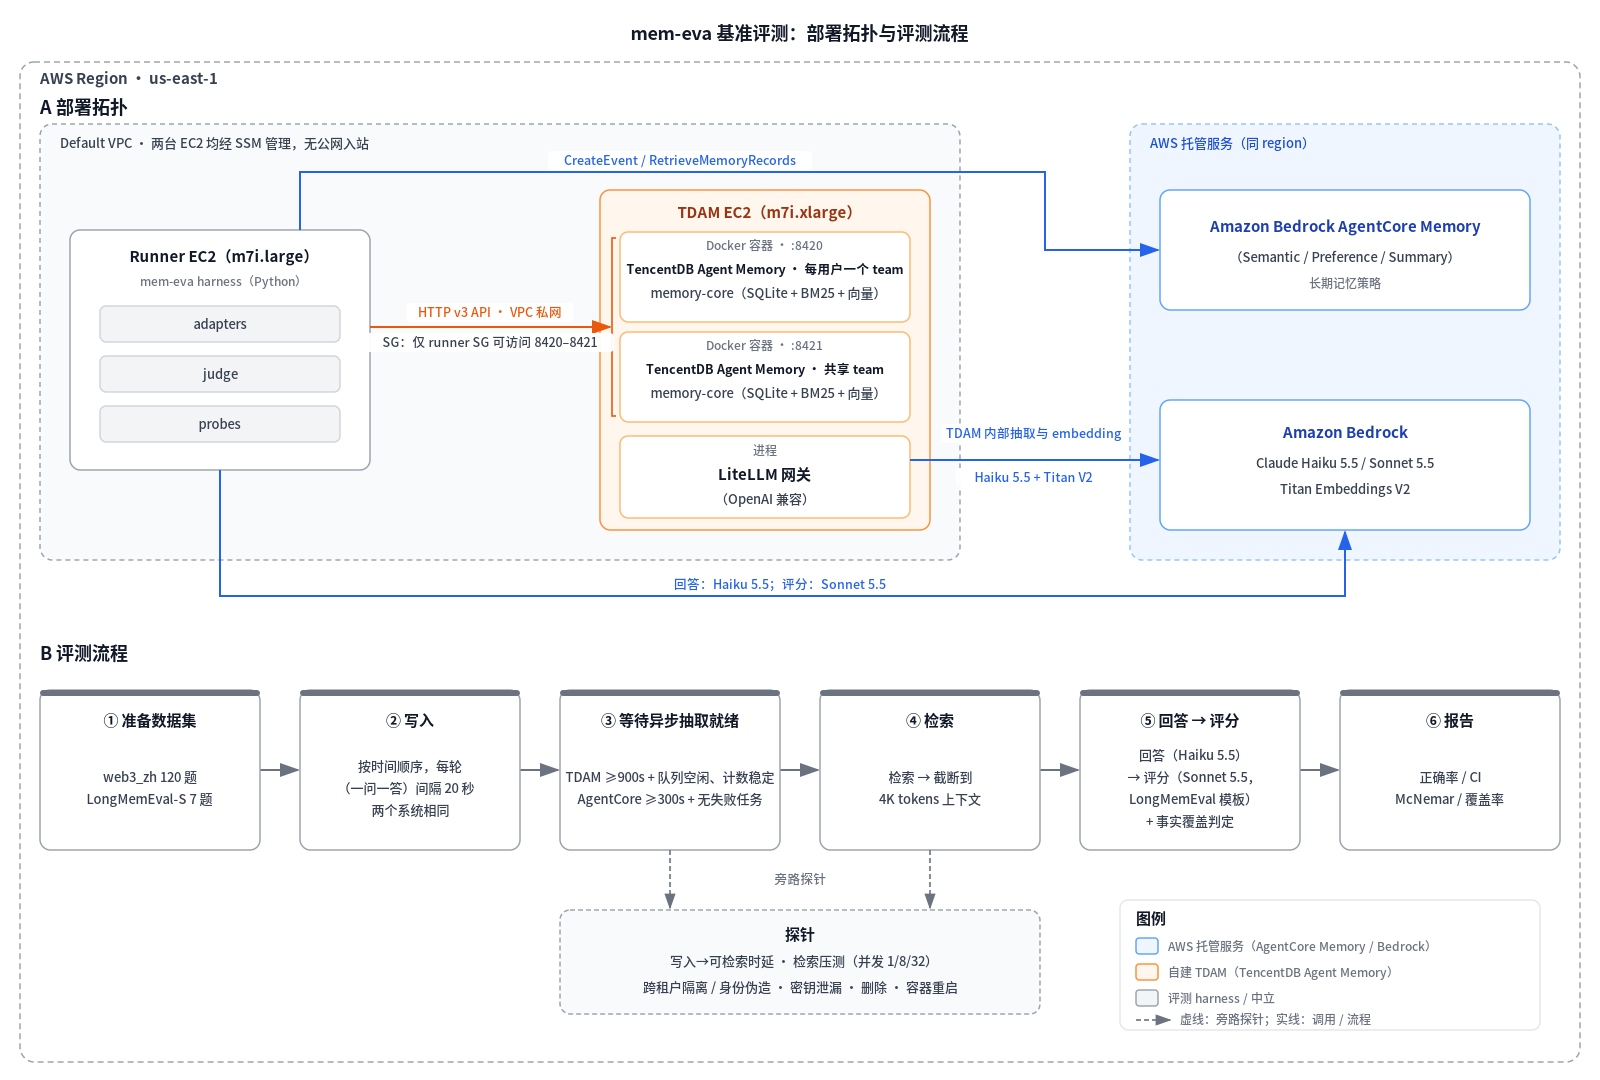 mem-eva 基准评测：部署拓扑与评测流程
AWS Region · us-east-1
A 部署拓扑
Default VPC · 两台 EC2 均经 SSM 管理，无公网入站
CreateEvent / RetrieveMemoryRecords
Runner EC2（m7i.large）
mem-eva harness（Python）
adapters
judge
probes
HTTP v3 API · VPC 私网
SG：仅 runner SG 可访问 8420–8421
TDAM EC2（m7i.xlarge）
Docker 容器 · :8420
TencentDB Agent Memory · 每用户一个 team
memory-core（SQLite + BM25 + 向量）
Docker 容器 · :8421
TencentDB Agent Memory · 共享 team
memory-core（SQLite + BM25 + 向量）
进程
LiteLLM 网关
（OpenAI 兼容）
TDAM 内部抽取与 embedding
Haiku 5.5 + Titan V2
AWS 托管服务（同 region）
Amazon Bedrock AgentCore Memory
（Semantic / Preference / Summary）
长期记忆策略
Amazon Bedrock
Claude Haiku 5.5 / Sonnet 5.5
Titan Embeddings V2
回答：Haiku 5.5；评分：Sonnet 5.5
B 评测流程
① 准备数据集
web3_zh 120 题
LongMemEval-S 7 题
② 写入
按时间顺序，每轮
（一问一答）间隔 20 秒
两个系统相同
③ 等待异步抽取就绪
TDAM ≥900s + 队列空闲、计数稳定
AgentCore ≥300s + 无失败任务
④ 检索
检索 → 截断到
4K tokens 上下文
⑤ 回答 → 评分
回答（Haiku 5.5）
→ 评分（Sonnet 5.5，
LongMemEval 模板）
+ 事实覆盖判定
⑥ 报告
正确率 / CI
McNemar / 覆盖率
旁路探针
探针
写入→可检索时延 · 检索压测（并发 1/8/32）
跨租户隔离 / 身份伪造 · 密钥泄漏 · 删除 · 容器重启
图例
AWS 托管服务（AgentCore Memory / Bedrock）
自建 TDAM（TencentDB Agent Memory）
评测 harness / 中立
虚线：旁路探针；实线：调用 / 流程